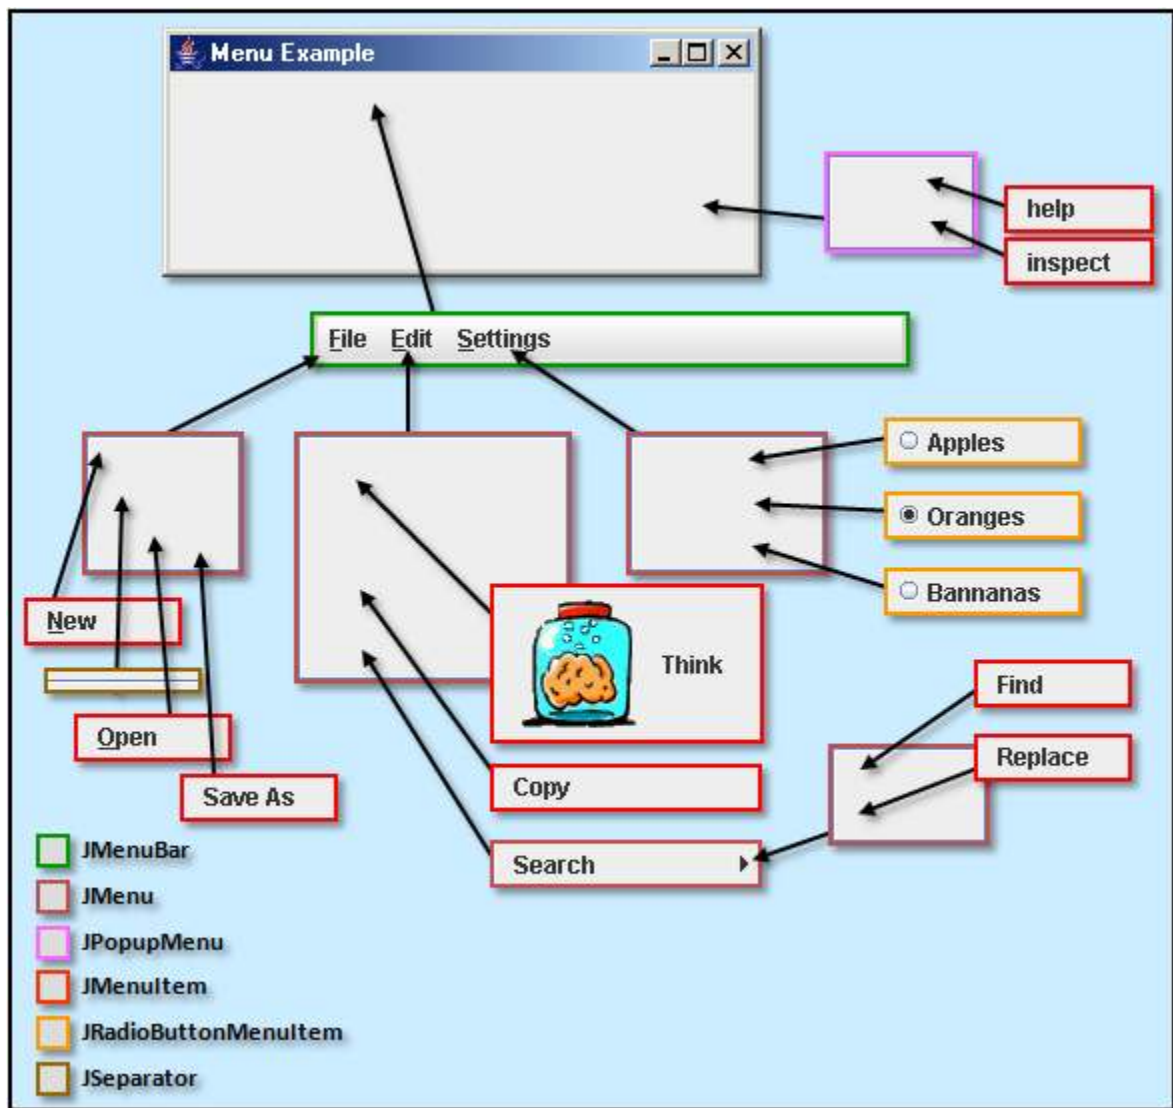 Menu Example
help
inspect
File Edit Settings
Apples
Oranges
Bannanas
New
Open
Save As
Think
Copy
Search
Find
Replace
JMenuBar
JMenu
JPopupMenu
JMenuItem
JRadioButtonMenuItem
JSeparator